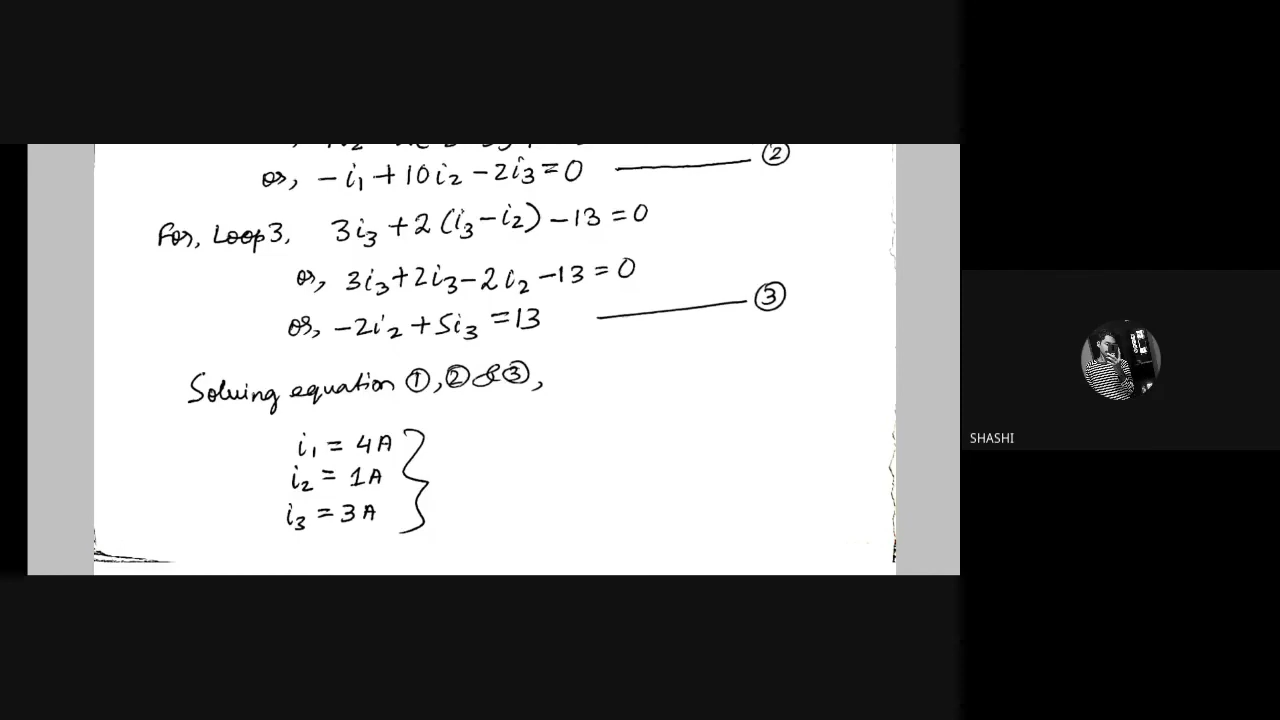 ②
or, -i₁ + 10i₂ - 2i₃ = 0
For, Loop 3, 3i₃ + 2 (i₃ - i₂) - 13 = 0
or, 3i₃ + 2i₃ - 2i₂ - 13 = 0
or, -2i₂ + 5i₃ = 13 ③
Solving equation ①, ② & ③,
i₁ = 4A
i₂ = 1A
i₃ = 3A
SHASHI